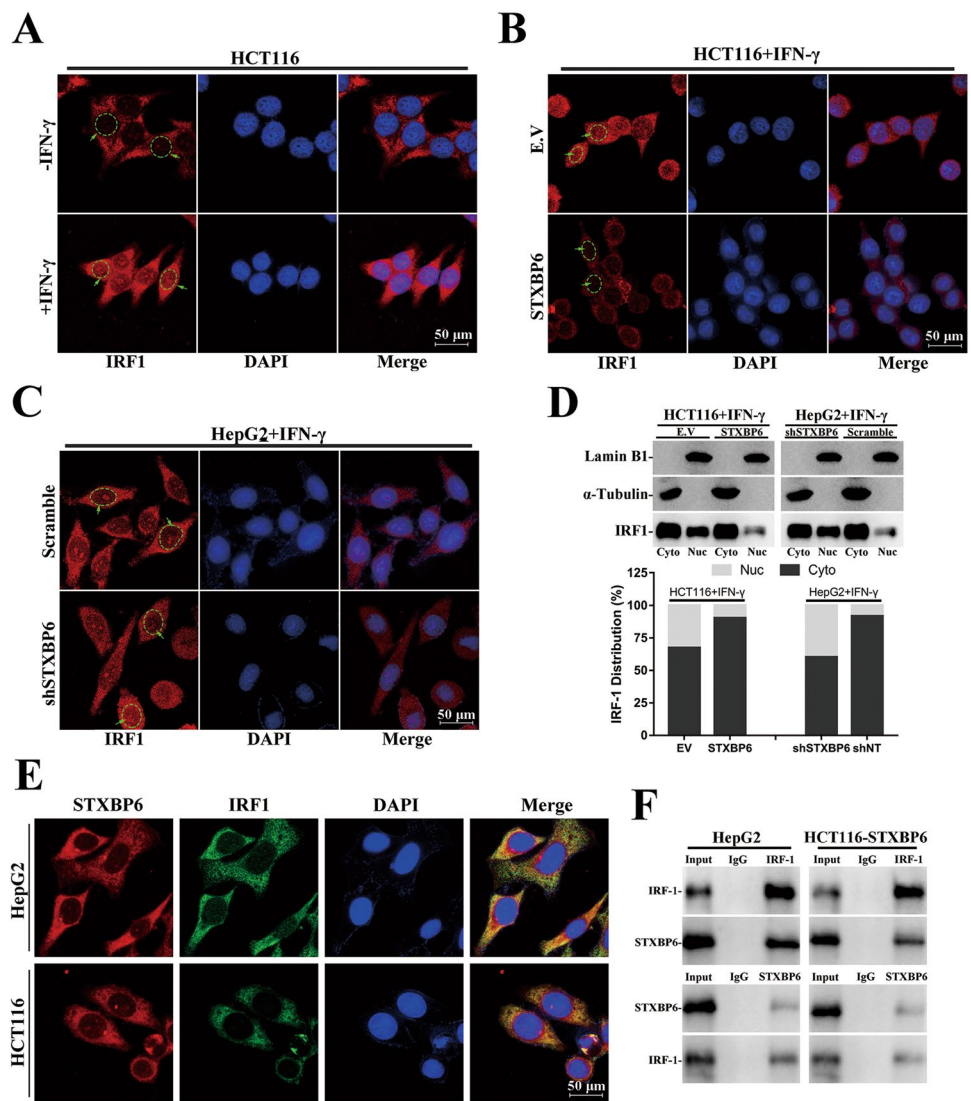 A
HCT116
-IFN-γ
+IFN-γ
50 μm
IRF1 DAPI Merge
B
HCT116+IFN-γ
E.V
STXBP6
50 μm
IRF1 DAPI Merge
C
HepG2+IFN-γ
Scramble
shSTXBP6
50 μm
IRF1 DAPI Merge
D
HCT116+IFN-γ HepG2+IFN-γ
E.V STXBP6 shSTXBP6 Scramble
Lamin B1-
α-Tubulin-
IRF1-
Cyto Nuc Cyto Nuc Cyto Nuc Cyto Nuc
Nuc Cyto
HCT116+IFN-γ HepG2+IFN-γ
IRF-1 Distribution (%)
100
75
50
25
0
EV STXBP6 shSTXBP6 shNT
E
STXBP6 IRF1 DAPI Merge
HepG2
HCT116
50 μm
F
HepG2 HCT116-STXBP6
Input IgG IRF-1 Input IgG IRF-1
IRF-1-
STXBP6-
Input IgG STXBP6 Input IgG STXBP6
STXBP6-
IRF-1-